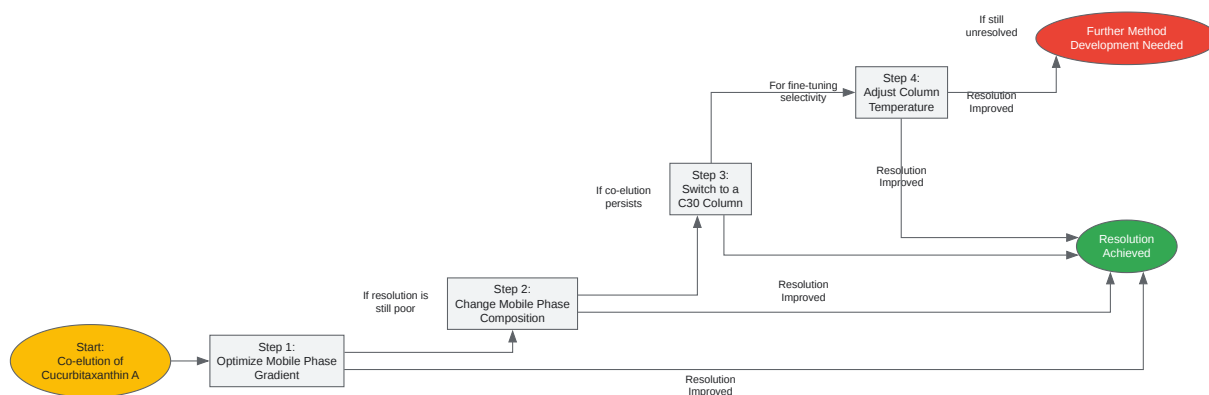 If still
unresolved
Further Method
Development Needed
For fine-tuning
selectivity
Step 4:
Adjust Column
Temperature
Resolution
Improved
If co-elution
persists
Step 3:
Switch to a
C30 Column
Resolution
Improved
Resolution
Achieved
If resolution is
still poor
Step 2:
Change Mobile Phase
Composition
Resolution
Improved
Start:
Co-elution of
Cucurbitaxanthin A
Step 1:
Optimize Mobile Phase
Gradient
Resolution
Improved